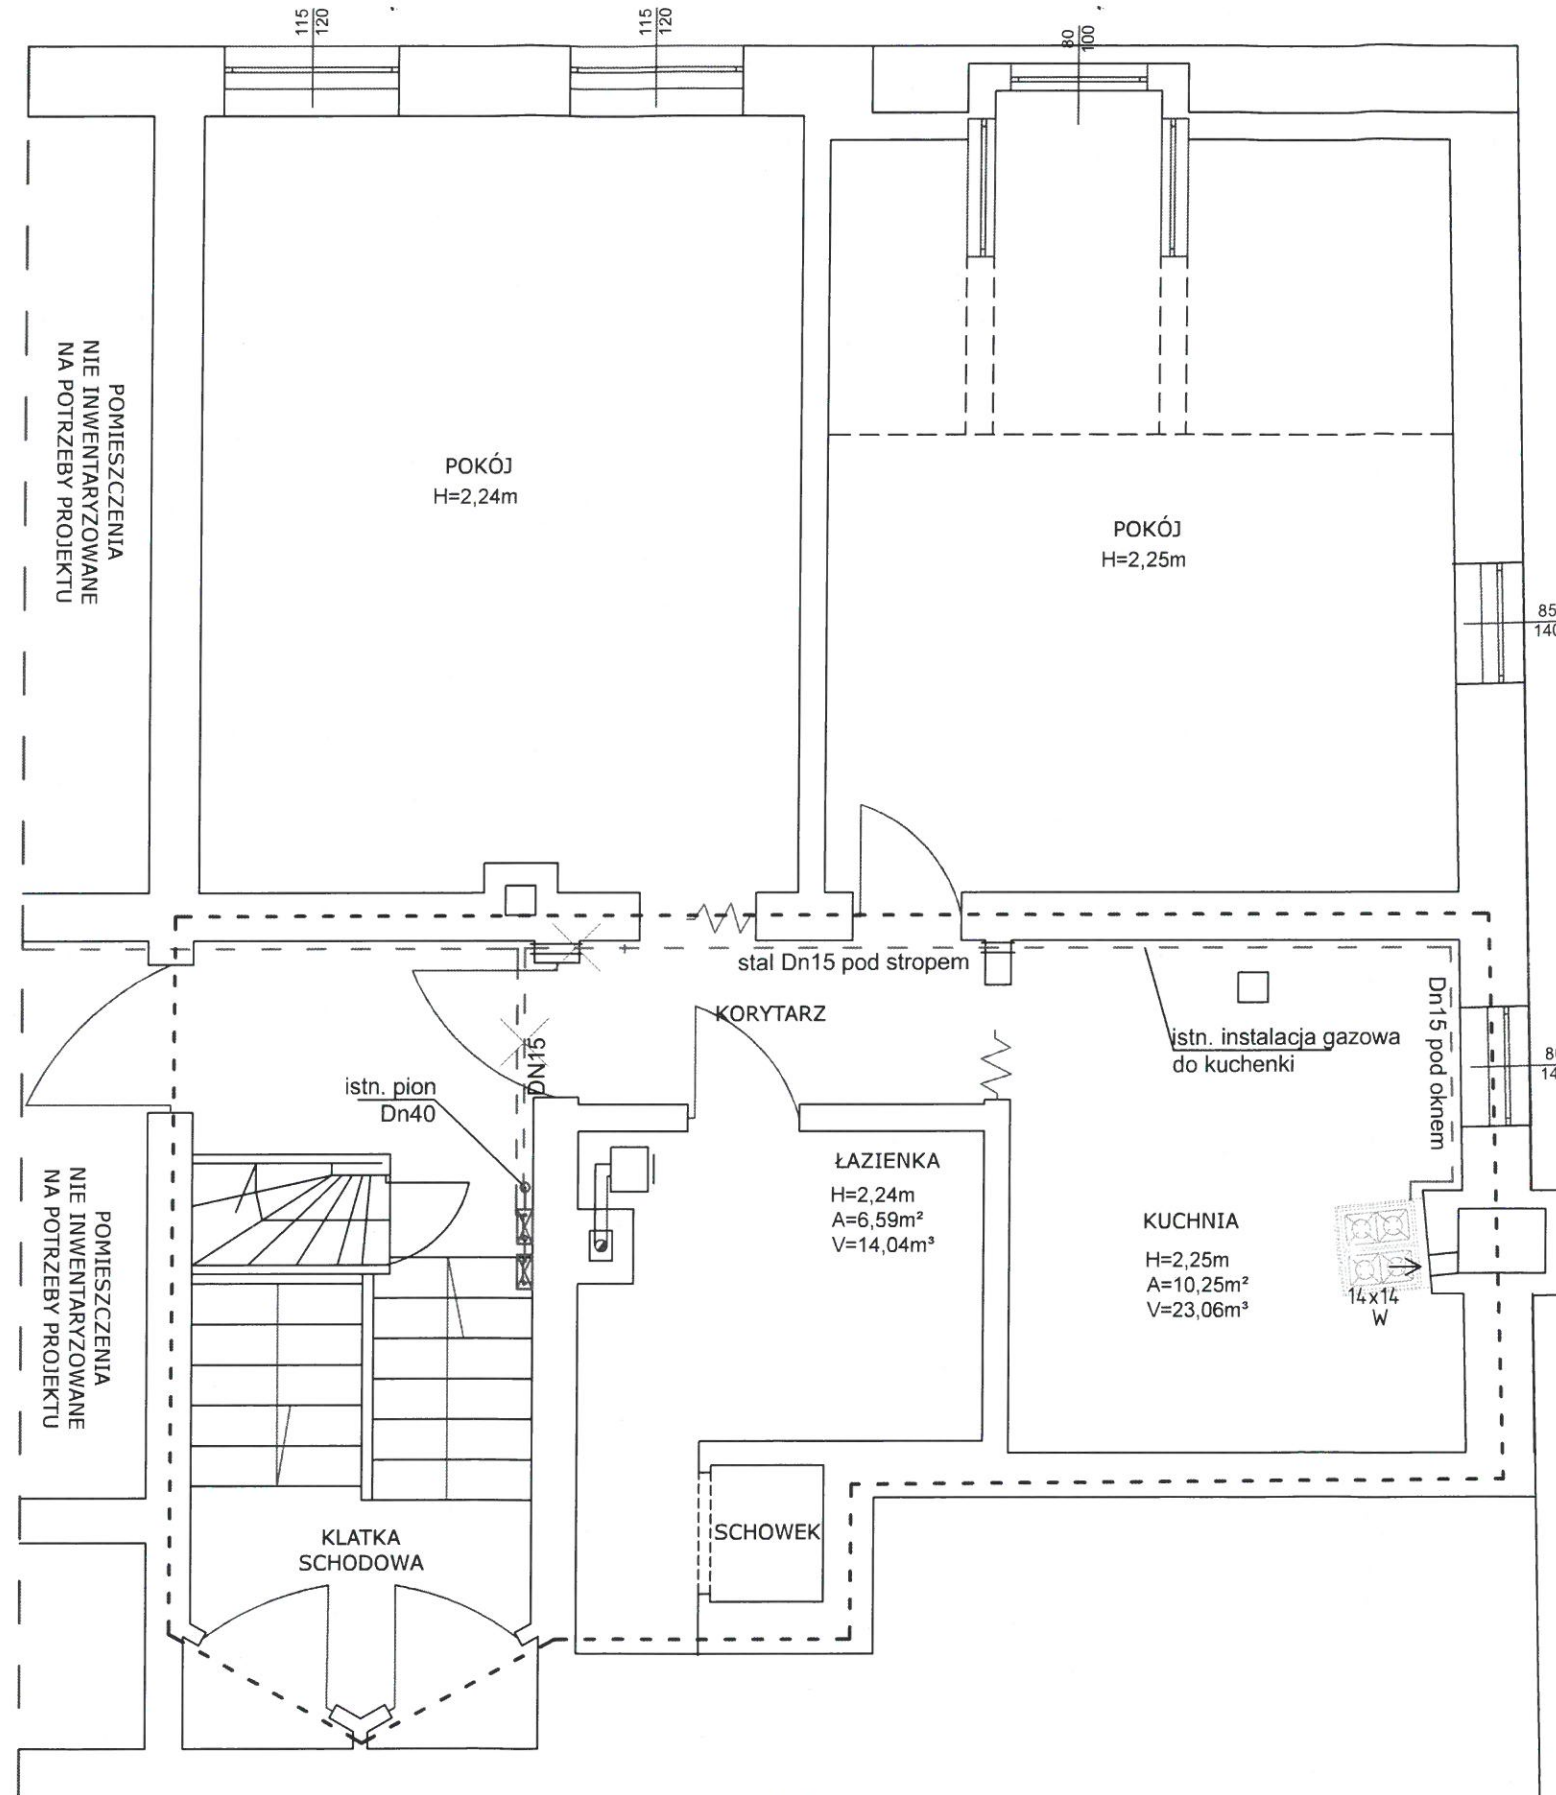 115
120
115
120
80
100
POMIESZCZENIA
NIE INWENTARYZOWANE
NA POTRZEBY PROJEKTU
POKÓJ
H=2,24m
POKÓJ
H=2,25m
85
140
stal Dn15 pod stropem
KORYTARZ
istn. instalacja gazowa
do kuchenki
Dn15 pod oknem
80
14
DN15
istn. pion
Dn40
ŁAZIENKA
H=2,24m
A=6,59m²
V=14,04m³
KUCHNIA
H=2,25m
A=10,25m²
V=23,06m³
14x14
W
POMIESZCZENIA
NIE INWENTARYZOWANE
NA POTRZEBY PROJEKTU
SCHOWEK
KLATKA
SCHODOWA